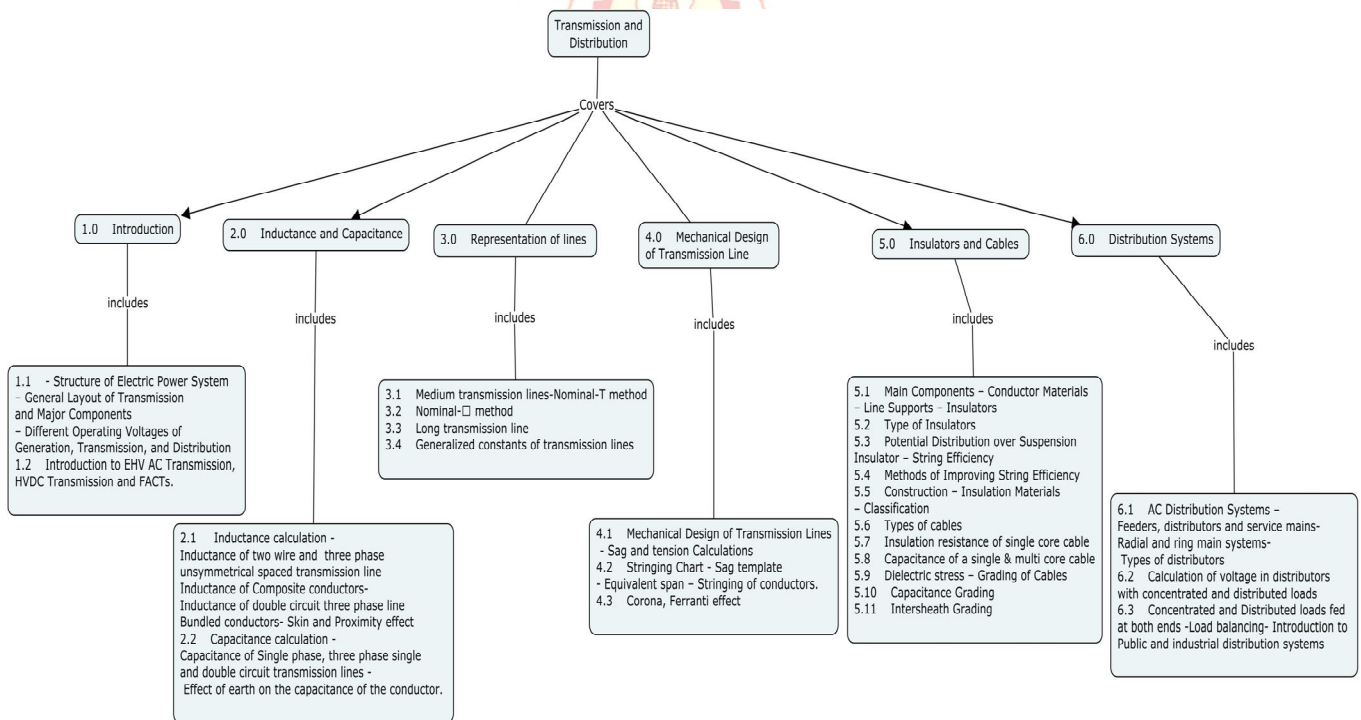 Transmission and
Distribution
Covers
1.0 Introduction
includes
1.1 - Structure of Electric Power System
– General Layout of Transmission
and Major Components
– Different Operating Voltages of
Generation, Transmission, and Distribution
1.2 Introduction to EHV AC Transmission,
HVDC Transmission and FACTs.
2.0 Inductance and Capacitance
includes
2.1 Inductance calculation -
Inductance of two wire and three phase
unsymmetrical spaced transmission line
Inductance of Composite conductors-
Inductance of double circuit three phase line
Bundled conductors- Skin and Proximity effect
2.2 Capacitance calculation -
Capacitance of Single phase, three phase single
and double circuit transmission lines -
Effect of earth on the capacitance of the conductor.
3.0 Representation of lines
includes
3.1 Medium transmission lines-Nominal-T method
3.2 Nominal-□ method
3.3 Long transmission line
3.4 Generalized constants of transmission lines
4.0 Mechanical Design
of Transmission Line
includes
4.1 Mechanical Design of Transmission Lines
- Sag and tension Calculations
4.2 Stringing Chart - Sag template
- Equivalent span – Stringing of conductors.
4.3 Corona, Ferranti effect
5.0 Insulators and Cables
includes
5.1 Main Components – Conductor Materials
– Line Supports – Insulators
5.2 Type of Insulators
5.3 Potential Distribution over Suspension
Insulator – String Efficiency
5.4 Methods of Improving String Efficiency
5.5 Construction – Insulation Materials
– Classification
5.6 Types of cables
5.7 Insulation resistance of single core cable
5.8 Capacitance of a single & multi core cable
5.9 Dielectric stress – Grading of Cables
5.10 Capacitance Grading
5.11 Intersheath Grading
6.0 Distribution Systems
includes
6.1 AC Distribution Systems –
Feeders, distributors and service mains-
Radial and ring main systems-
Types of distributors
6.2 Calculation of voltage in distributors
with concentrated and distributed loads
6.3 Concentrated and Distributed loads fed
at both ends -Load balancing- Introduction to
Public and industrial distribution systems